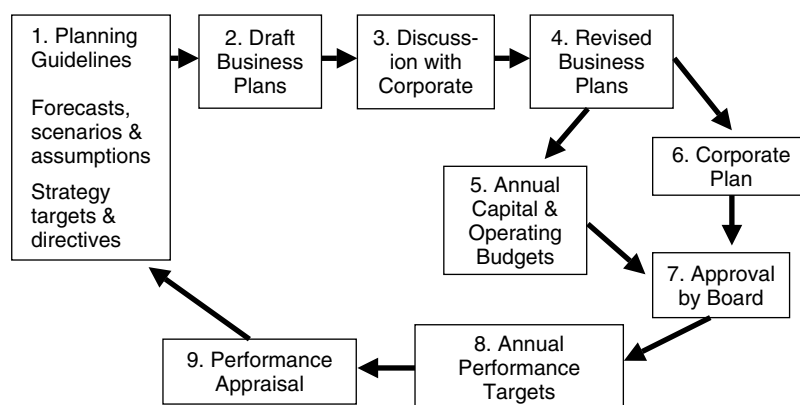 1. Planning
Guidelines
Forecasts,
scenarios &
assumptions
Strategy
targets &
directives
2. Draft
Business
Plans
3. Discuss-
ion with
Corporate
4. Revised
Business
Plans
5. Annual
Capital &
Operating
Budgets
6. Corporate
Plan
7. Approval
by Board
8. Annual
Performance
Targets
9. Performance
Appraisal